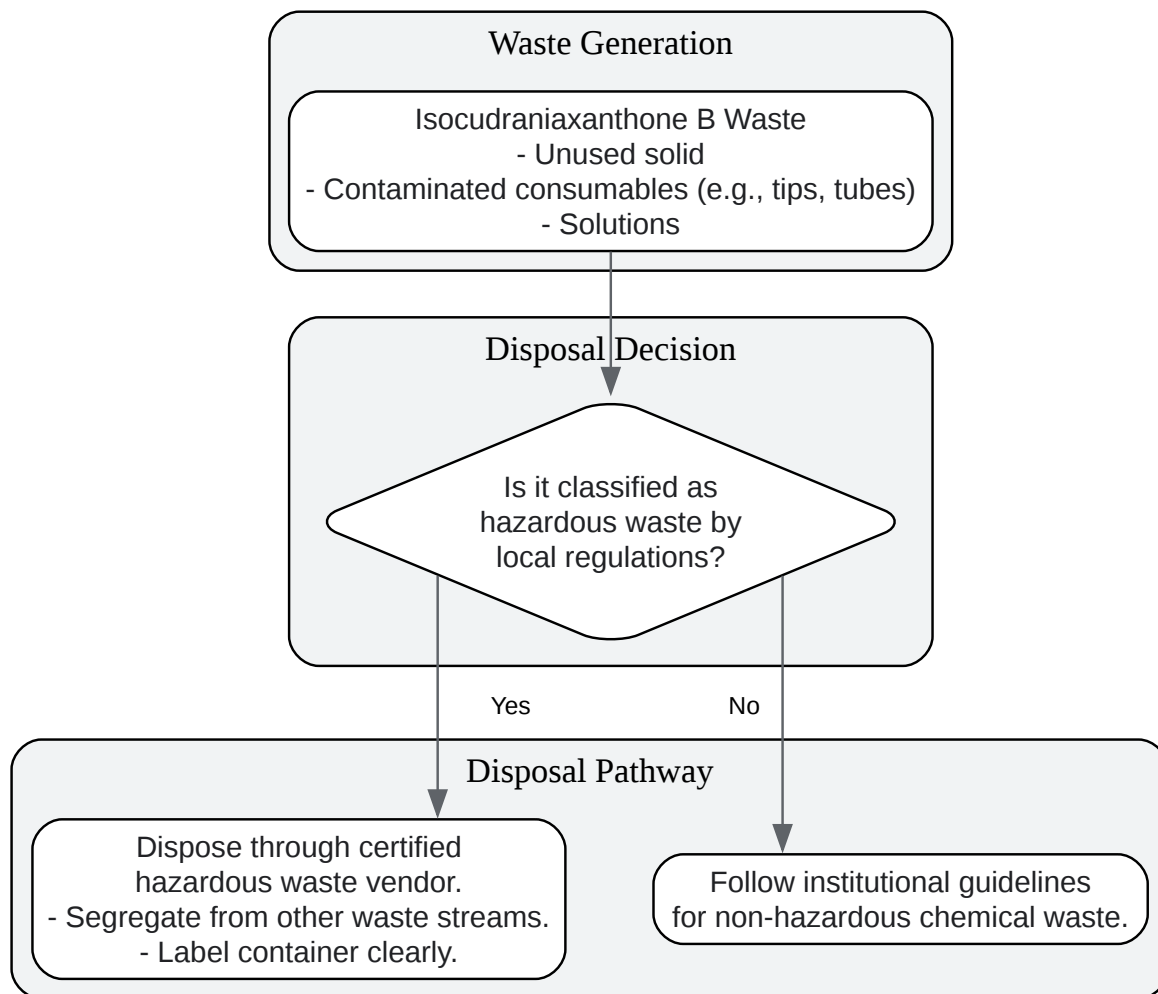 Waste Generation
Isocudraniaxanthone B Waste
- Unused solid
- Contaminated consumables (e.g., tips, tubes)
- Solutions
Disposal Decision
Is it classified as
hazardous waste by
local regulations?
Yes
No
Disposal Pathway
Dispose through certified
hazardous waste vendor.
- Segregate from other waste streams.
- Label container clearly.
Follow institutional guidelines
for non-hazardous chemical waste.